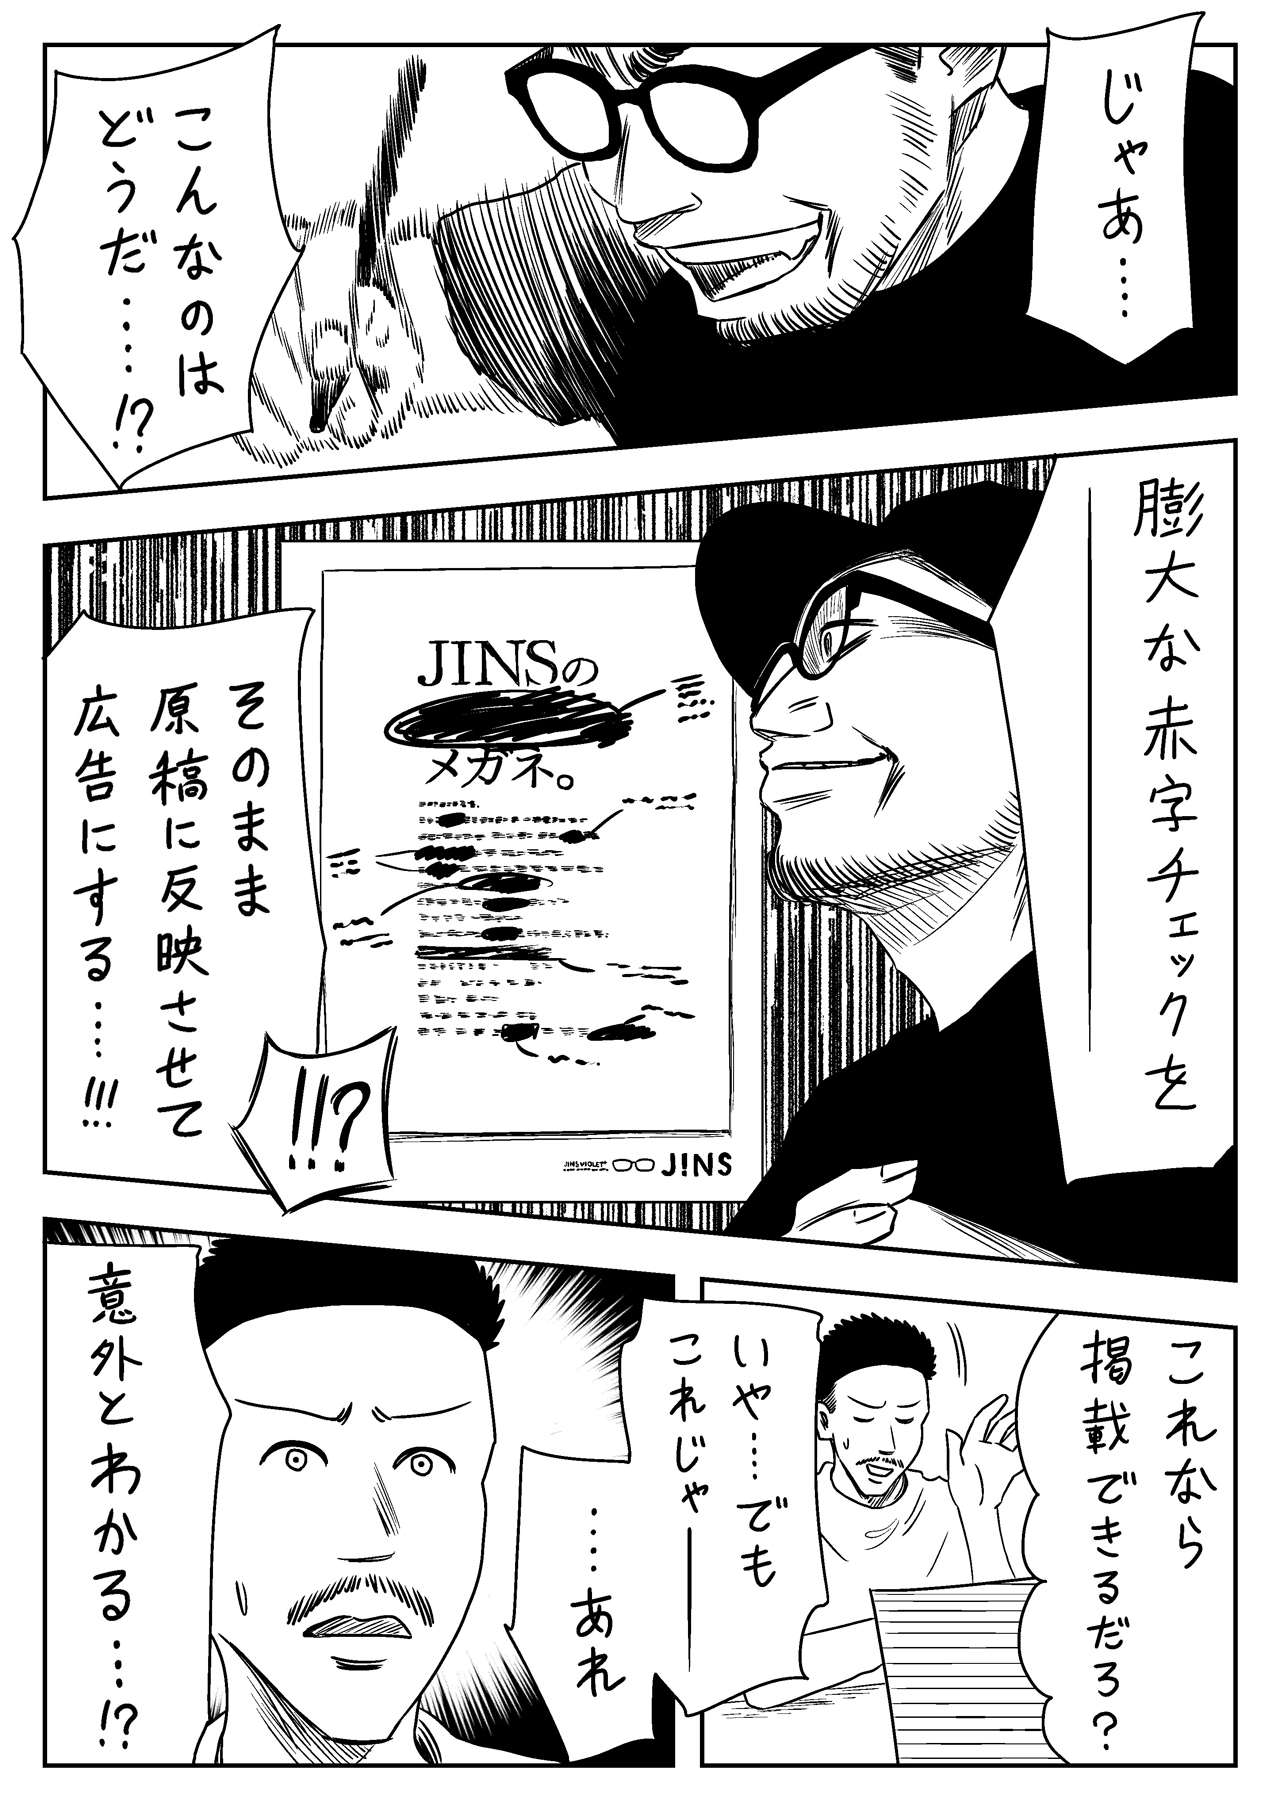 じゃあ……
こんなのは
どうだ……!?
膨大な赤字チェックを
そのまま
原稿に反映させて
広告にする……!!!
JINSの
メガネ。
JINS VIOLET+
J!NS
!!?
これなら
掲載できるだろ?
いや……でも
これじゃ──
……あれ
意外とわかる…!?